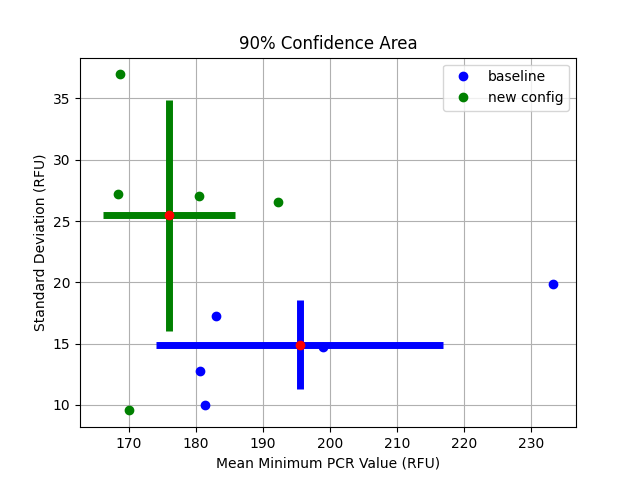 90% Confidence Area
baseline
new config
Standard Deviation (RFU)
35
30
25
20
15
10
170 180 190 200 210 220 230
Mean Minimum PCR Value (RFU)